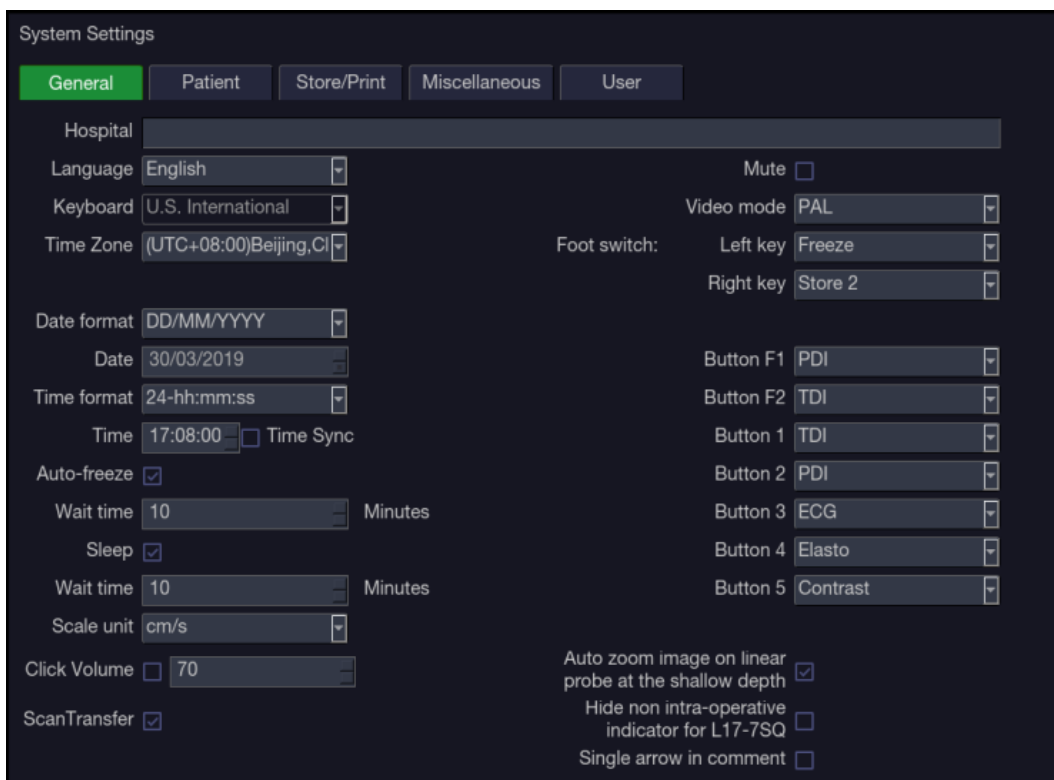 System Settings
General Patient Store/Print Miscellaneous User
Hospital
Language English Mute
Keyboard U.S. International Video mode PAL
Time Zone (UTC+08:00)Beijing, Foot switch: Left key Freeze
Right key Store 2
Date format DD/MM/YYYY
Date 30/03/2019 Button F1 PDI
Time format 24-hh:mm:ss Button F2 TDI
Time 17:08:00 Time Sync Button 1 TDI
Auto-freeze Button 2 PDI
Wait time 10 Minutes Button 3 ECG
Sleep Button 4 Elasto
Wait time 10 Minutes Button 5 Contrast
Scale unit cm/s
Click Volume 70 Auto zoom image on linear
probe at the shallow depth
ScanTransfer Hide non intra-operative
indicator for L17-7SQ
Single arrow in comment